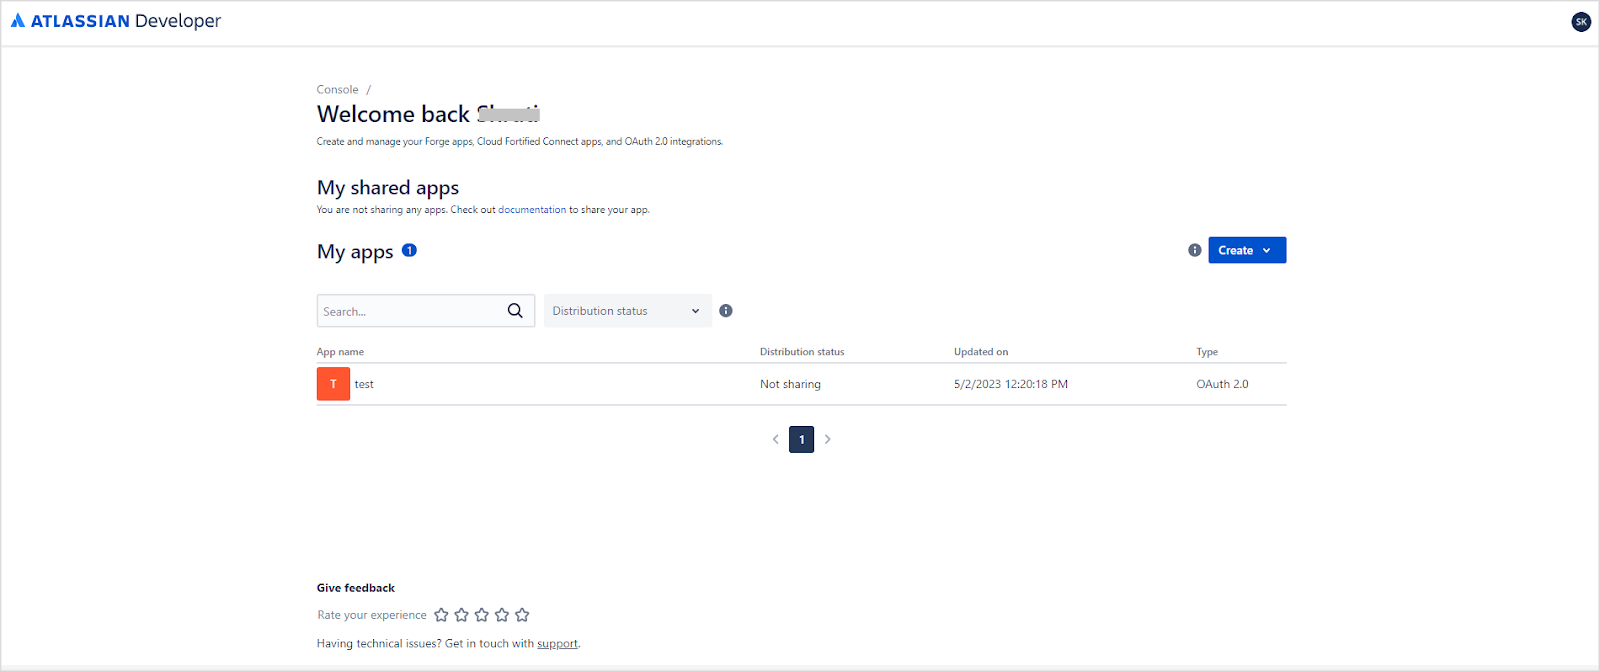 ATLASSIAN Developer
SK
Console /
Welcome back
Create and manage your Forge apps, Cloud Fortified Connect apps, and OAuth 2.0 integrations.
My shared apps
You are not sharing any apps. Check out documentation to share your app.
My apps 1
Create
Search...
Distribution status
App name Distribution status Updated on Type
T test Not sharing 5/2/2023 12:20:18 PM OAuth 2.0
1
Give feedback
Rate your experience
Having technical issues? Get in touch with support.